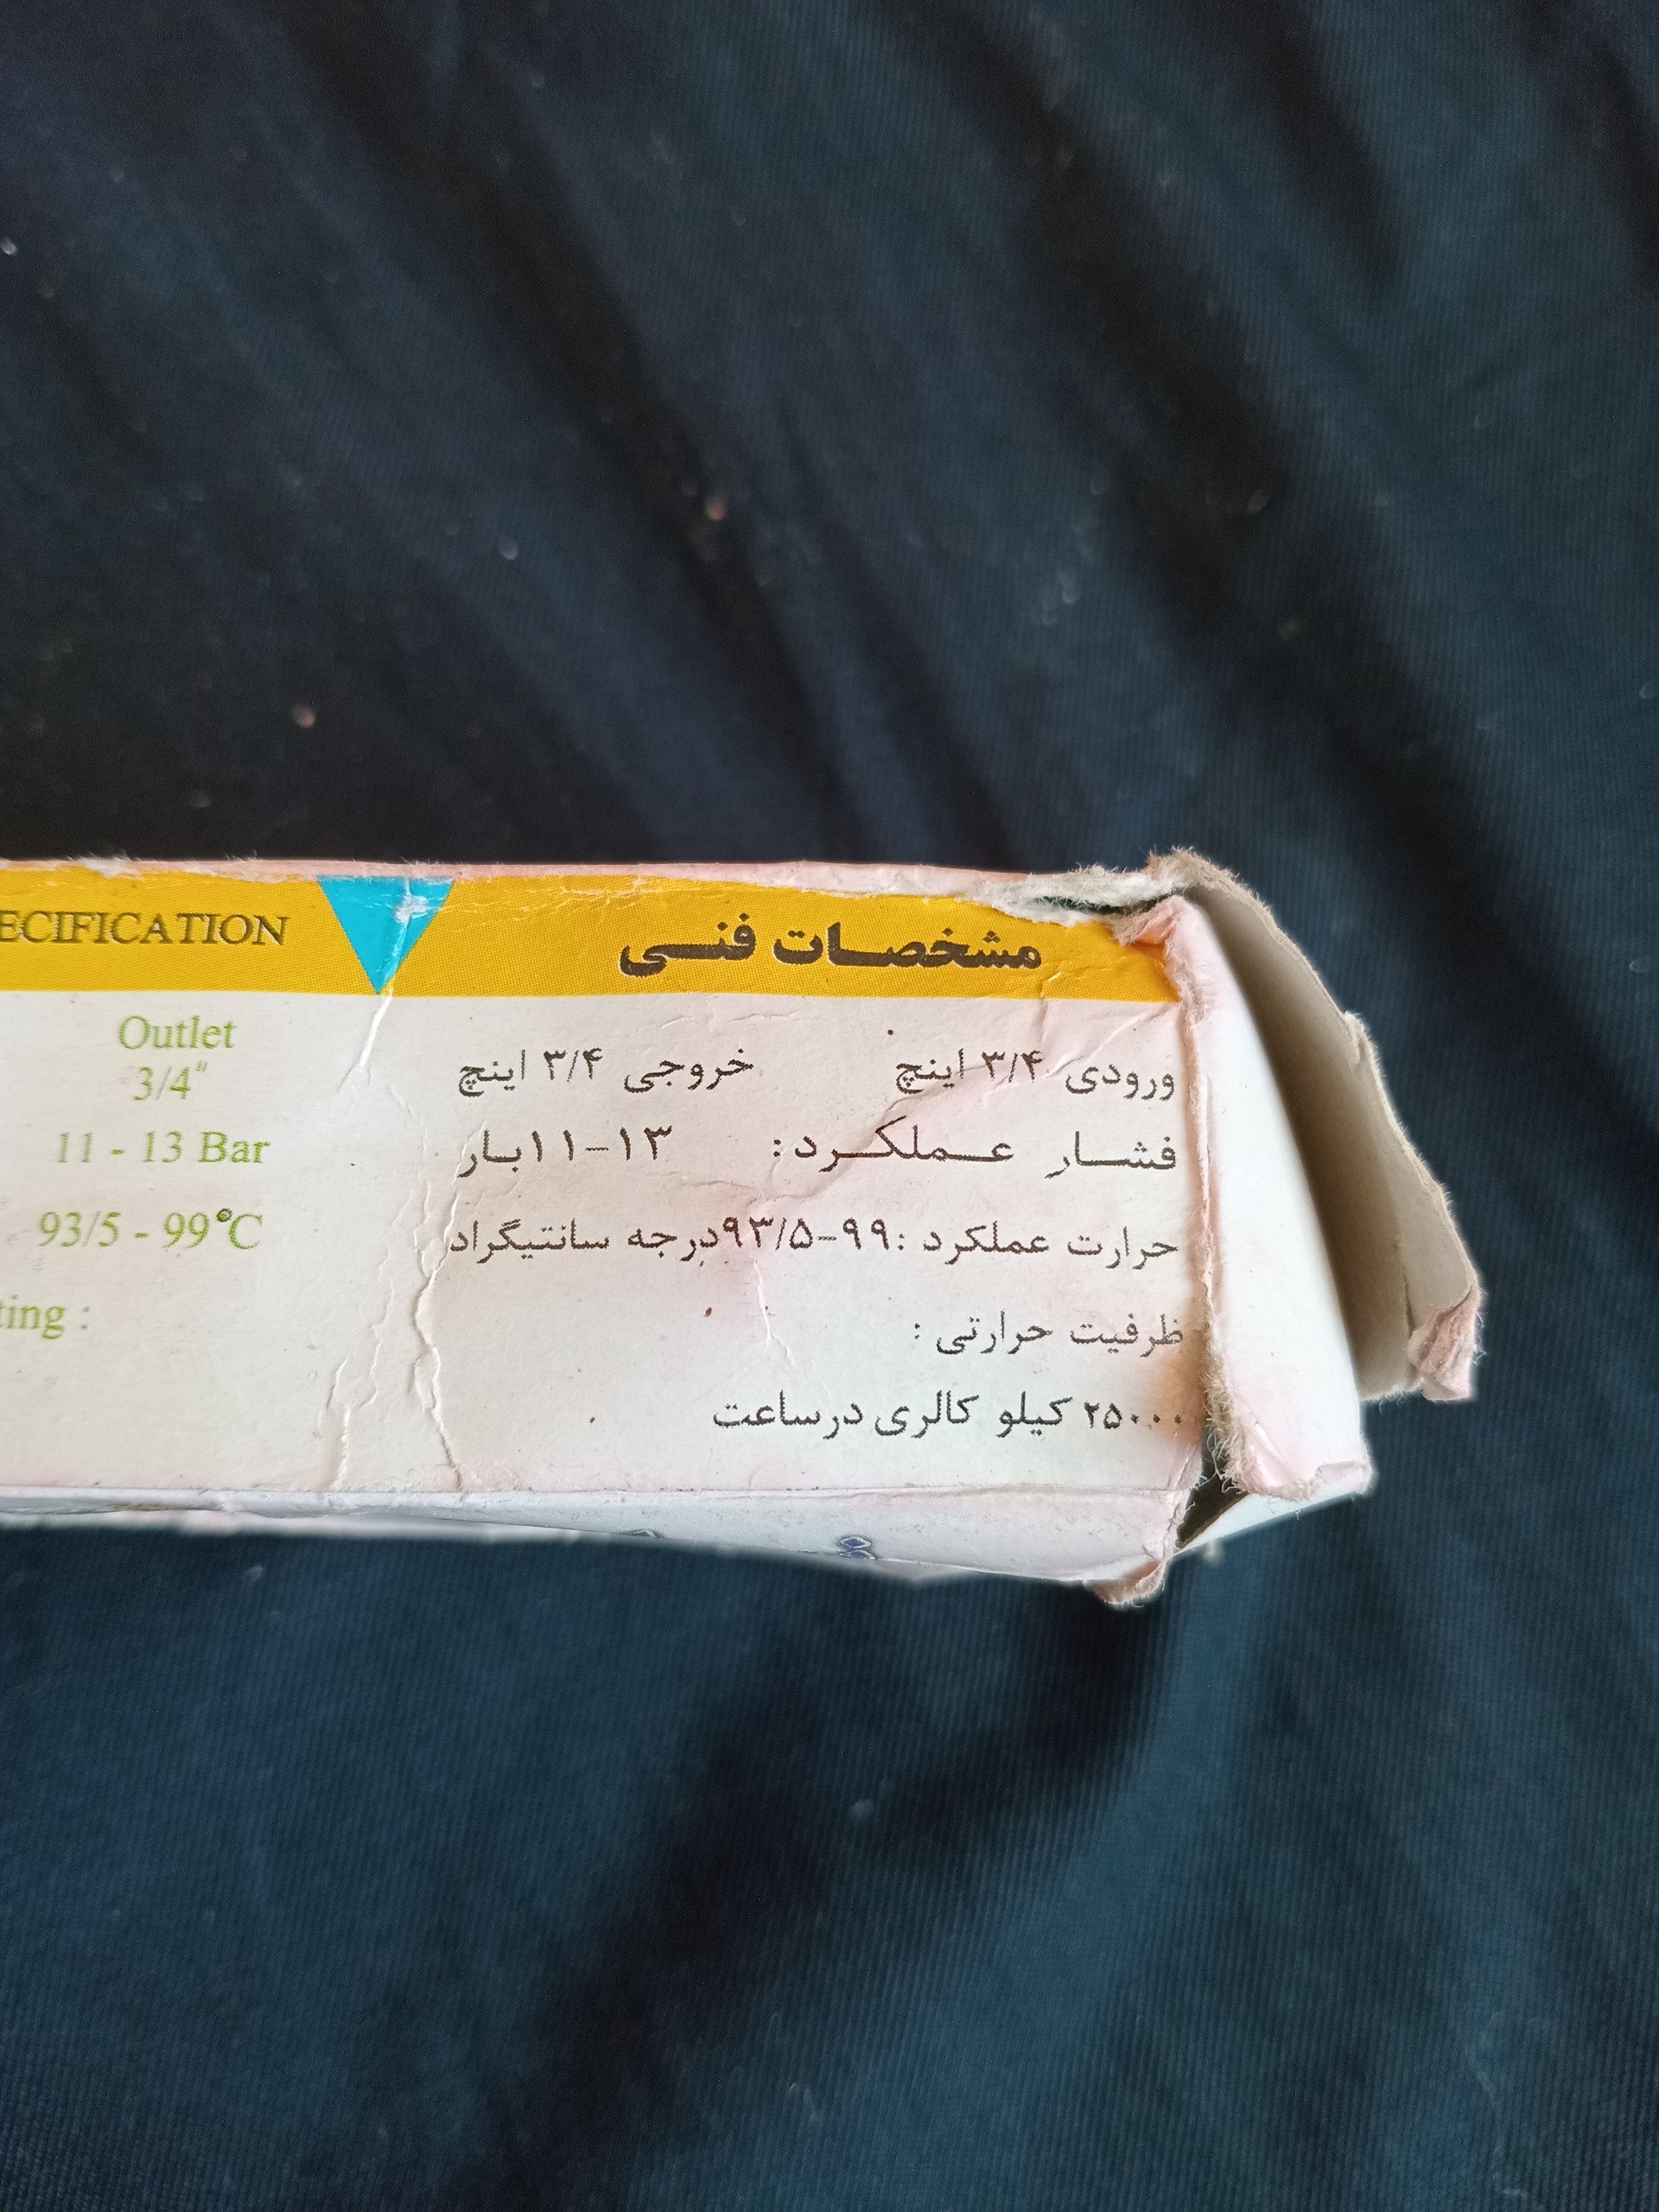 ECIFICATION
Outlet
3/4"
11 - 13 Bar
93/5 - 99°C
ting :
مشخصات فنی
ورودی ۳/۴ اینچ خروجی ۳/۴ اینچ
فشار عملکرد: ۱۳-۱۱بار
حرارت عملکرد :۹۹-۹۳/۵درجه سانتیگراد
ظرفیت حرارتی :
۲۵۰۰۰ کیلو کالری درساعت